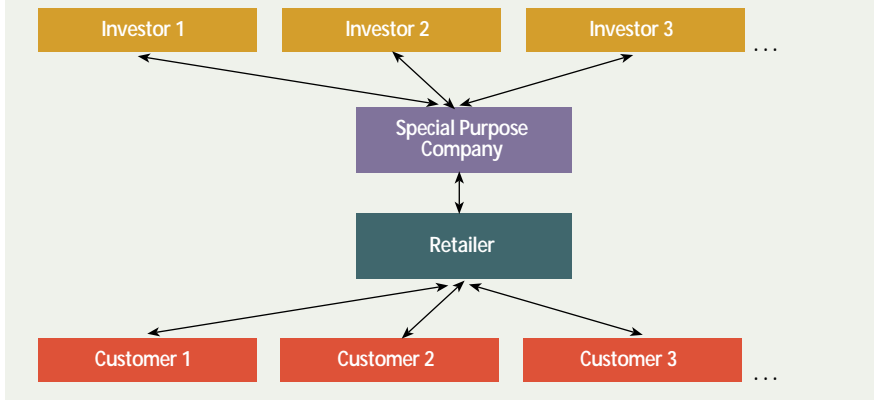 Investor 1
Investor 2
Investor 3
...
Special Purpose
Company
Retailer
Customer 1
Customer 2
Customer 3
...